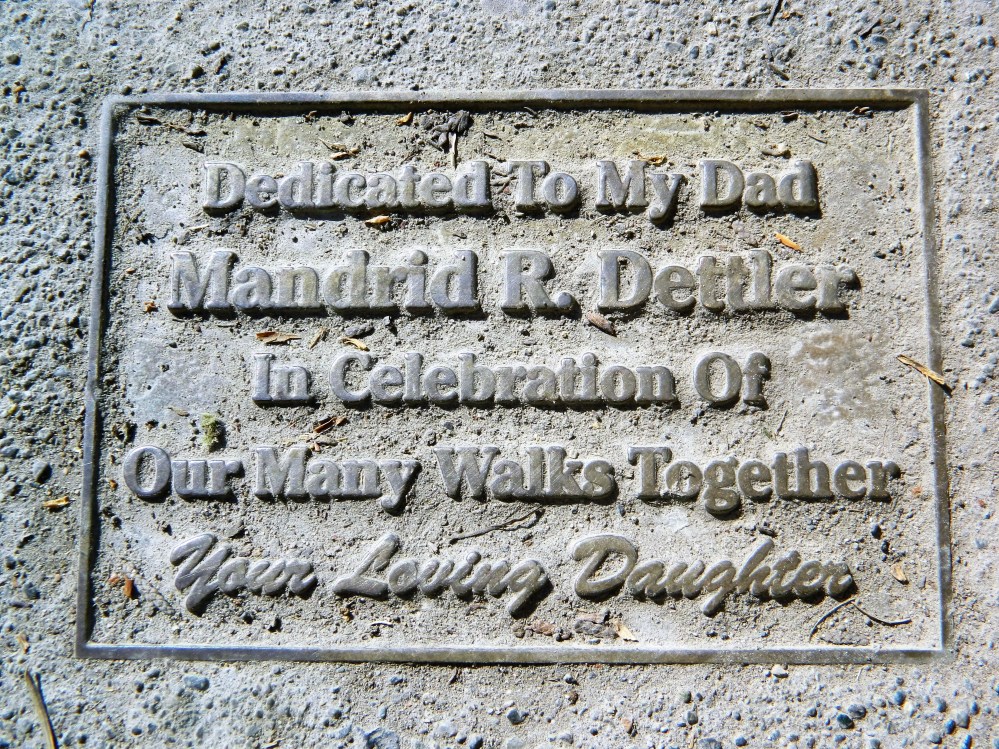 Dedicated To My Dad
Mandrid R. Dettler
In Celebration Of
Our Many Walks Together
Your Loving Daughter